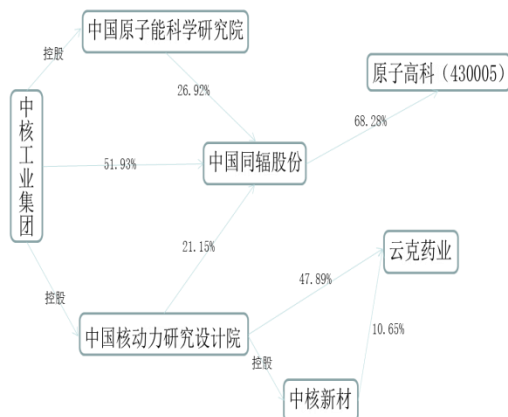 中国原子能科学研究院
控股
原子高科（430005）
26.92%
中核工业集团
68.28%
51.93%
中国同辐股份
21.15%
云克药业
47.89%
控股
10.65%
中国核动力研究设计院
控股
中核新材